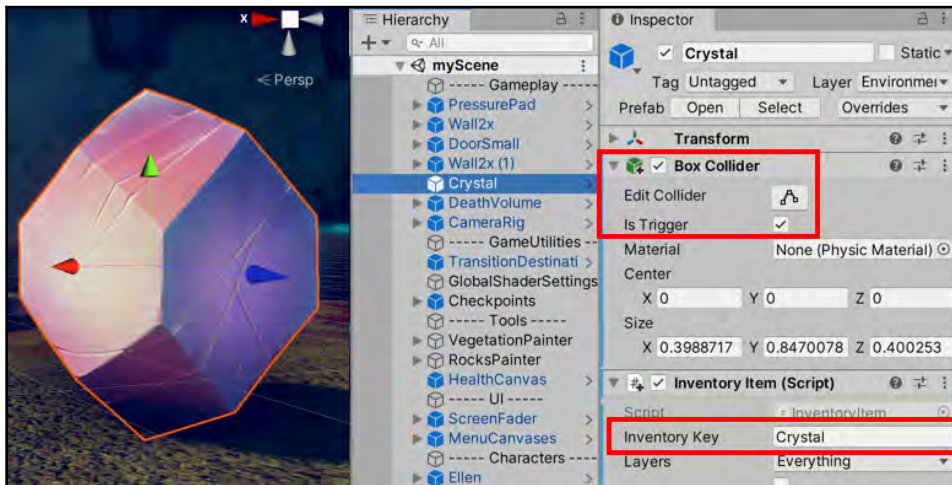 x
Persp
Hierarchy
All
myScene
----- Gameplay -----
PressurePad
Wall2x
DoorSmall
Wall2x (1)
Crystal
DeathVolume
CameraRig
----- GameUtilities --
TransitionDestinati
GlobalShaderSettings
Checkpoints
----- Tools -----
VegetationPainter
RocksPainter
HealthCanvas
----- UI -----
ScreenFader
MenuCanvases
----- Characters ----
Ellen
Inspector
Crystal Static
Tag Untagged Layer Environme
Prefab Open Select Overrides
Transform
Box Collider
Edit Collider
Is Trigger
Material None (Physic Material)
Center
X 0 Y 0 Z 0
Size
X 0.3988717 Y 0.8470078 Z 0.400253
Inventory Item (Script)
Script InventoryItem
Inventory Key Crystal
Layers Everything